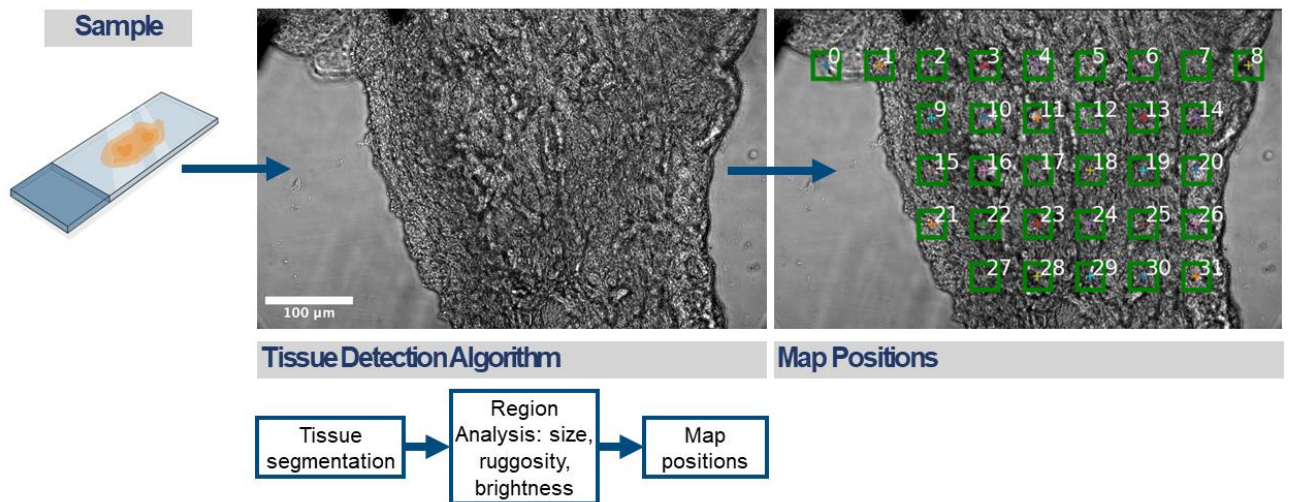 Sample
0 1 2 3 4 5 6 7 8
9 10 11 12 13 14
15 16 17 18 19 20
21 22 23 24 25 26
27 28 29 30 31
100 µm
Tissue Detection Algorithm
Map Positions
Tissue
segmentation
Region
Analysis: size,
ruggosity,
brightness
Map
positions